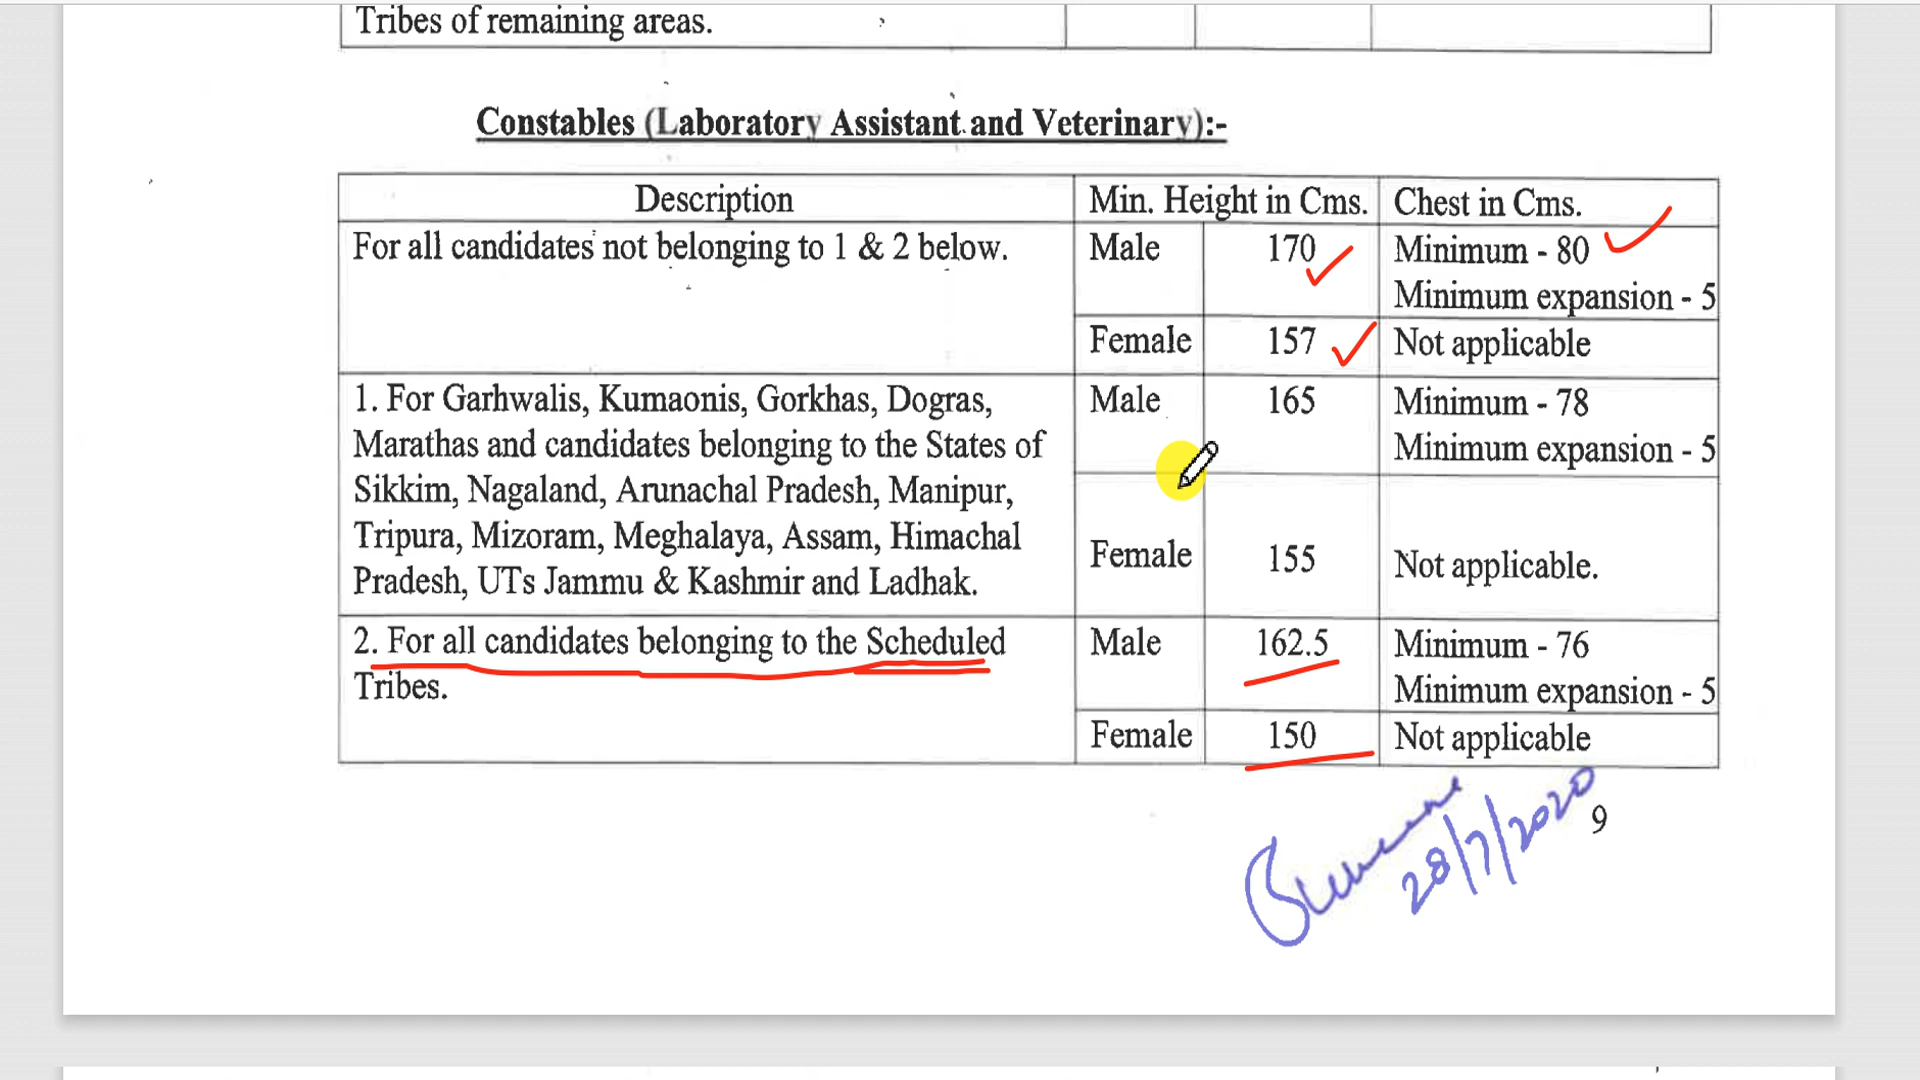 Tribes of remaining areas.
Constables (Laboratory Assistant and Veterinary):-
Description Min. Height in Cms. Chest in Cms.
For all candidates not belonging to 1 & 2 below. Male 170 Minimum - 80
Minimum expansion - 5
Female 157 Not applicable
1. For Garhwalis, Kumaonis, Gorkhas, Dogras, Male 165 Minimum - 78
Marathas and candidates belonging to the States of Minimum expansion - 5
Sikkim, Nagaland, Arunachal Pradesh, Manipur,
Tripura, Mizoram, Meghalaya, Assam, Himachal Female 155 Not applicable.
Pradesh, UTs Jammu & Kashmir and Ladhak.
2. For all candidates belonging to the Scheduled Male 162.5 Minimum - 76
Tribes. Minimum expansion - 5
Female 150 Not applicable
28/7/2020
9